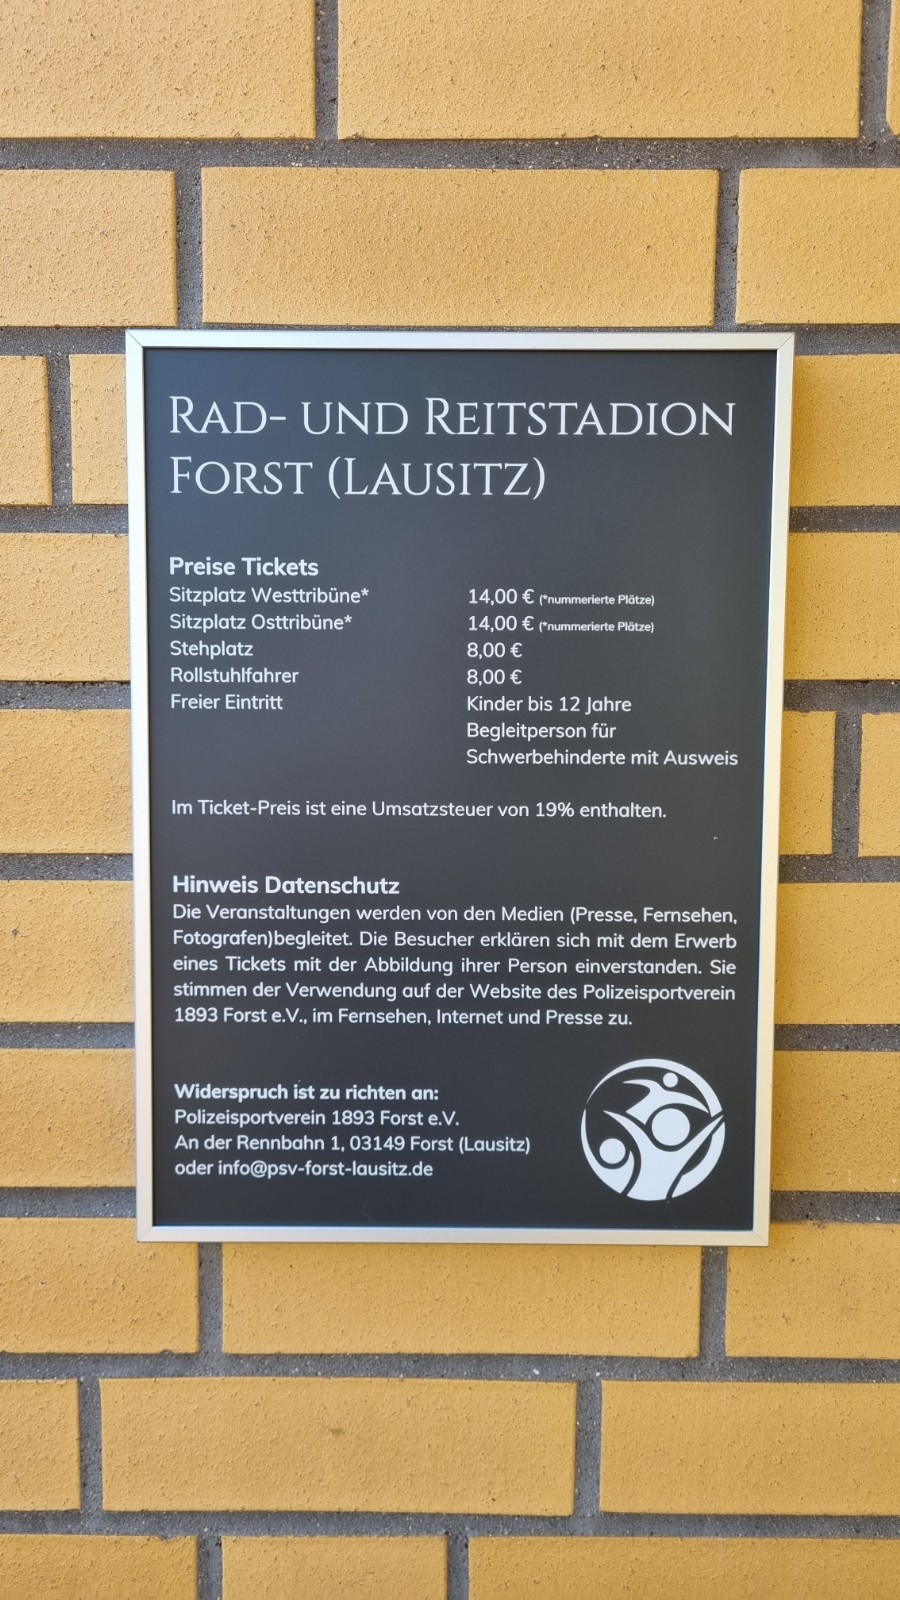 Rad- und Reitstadion
Forst (Lausitz)
Preise Tickets
Sitzplatz Westtribüne* 14,00 € (*nummerierte Plätze)
Sitzplatz Osttribüne* 14,00 € (*nummerierte Plätze)
Stehplatz 8,00 €
Rollstuhlfahrer 8,00 €
Freier Eintritt Kinder bis 12 Jahre
Begleitperson für
Schwerbehinderte mit Ausweis
Im Ticket-Preis ist eine Umsatzsteuer von 19% enthalten.
Hinweis Datenschutz
Die Veranstaltungen werden von den Medien (Presse, Fernsehen,
Fotografen)begleitet. Die Besucher erklären sich mit dem Erwerb
eines Tickets mit der Abbildung ihrer Person einverstanden. Sie
stimmen der Verwendung auf der Website des Polizeisportverein
1893 Forst e.V., im Fernsehen, Internet und Presse zu.
Widerspruch ist zu richten an:
Polizeisportverein 1893 Forst e.V.
An der Rennbahn 1, 03149 Forst (Lausitz)
oder info@psv-forst-lausitz.de